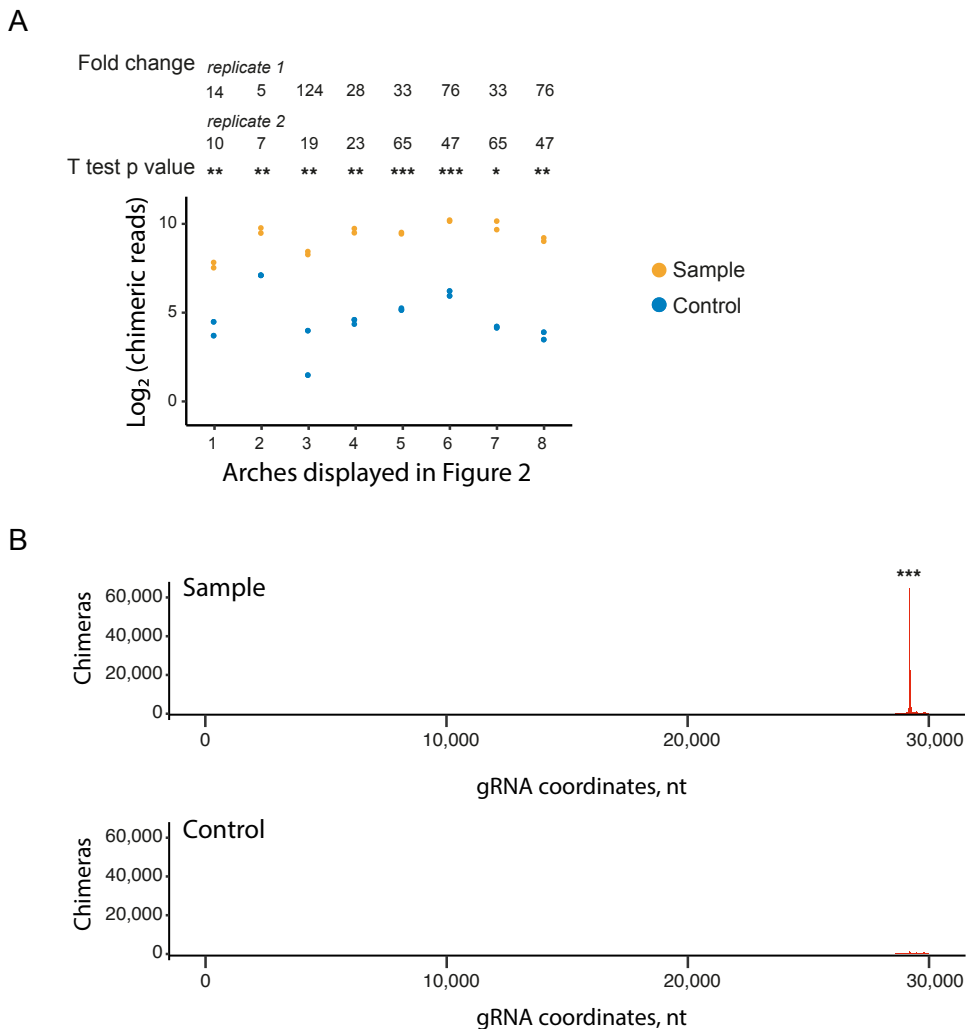 A
Fold change replicate 1
14 5 124 28 33 76 33 76
replicate 2
10 7 19 23 65 47 65 47
T test p value ** ** ** ** *** *** * **
10
5
0
Log₂ (chimeric reads)
1 2 3 4 5 6 7 8
Arches displayed in Figure 2
Sample
Control
B
Sample
***
Chimeras
60,000
40,000
20,000
0
0 10,000 20,000 30,000
gRNA coordinates, nt
Control
Chimeras
60,000
40,000
20,000
0
0 10,000 20,000 30,000
gRNA coordinates, nt